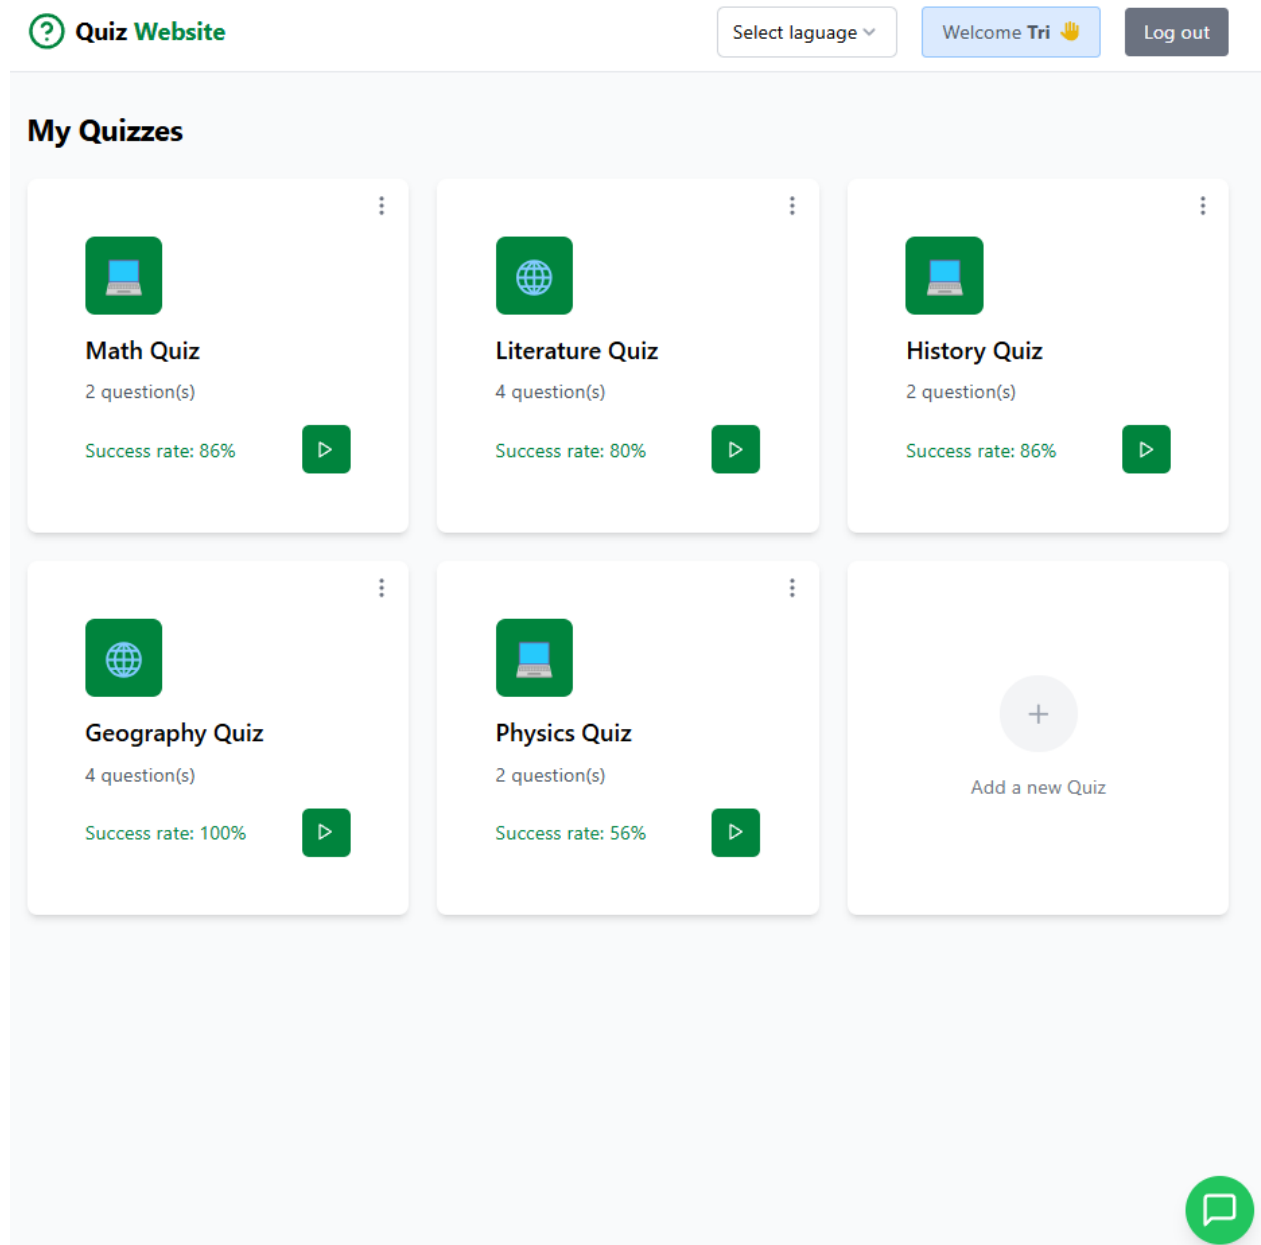 Quiz Website
Select laguage
Welcome Tri 👋
Log out
My Quizzes
Math Quiz
2 question(s)
Success rate: 86%
Literature Quiz
4 question(s)
Success rate: 80%
History Quiz
2 question(s)
Success rate: 86%
Geography Quiz
4 question(s)
Success rate: 100%
Physics Quiz
2 question(s)
Success rate: 56%
Add a new Quiz